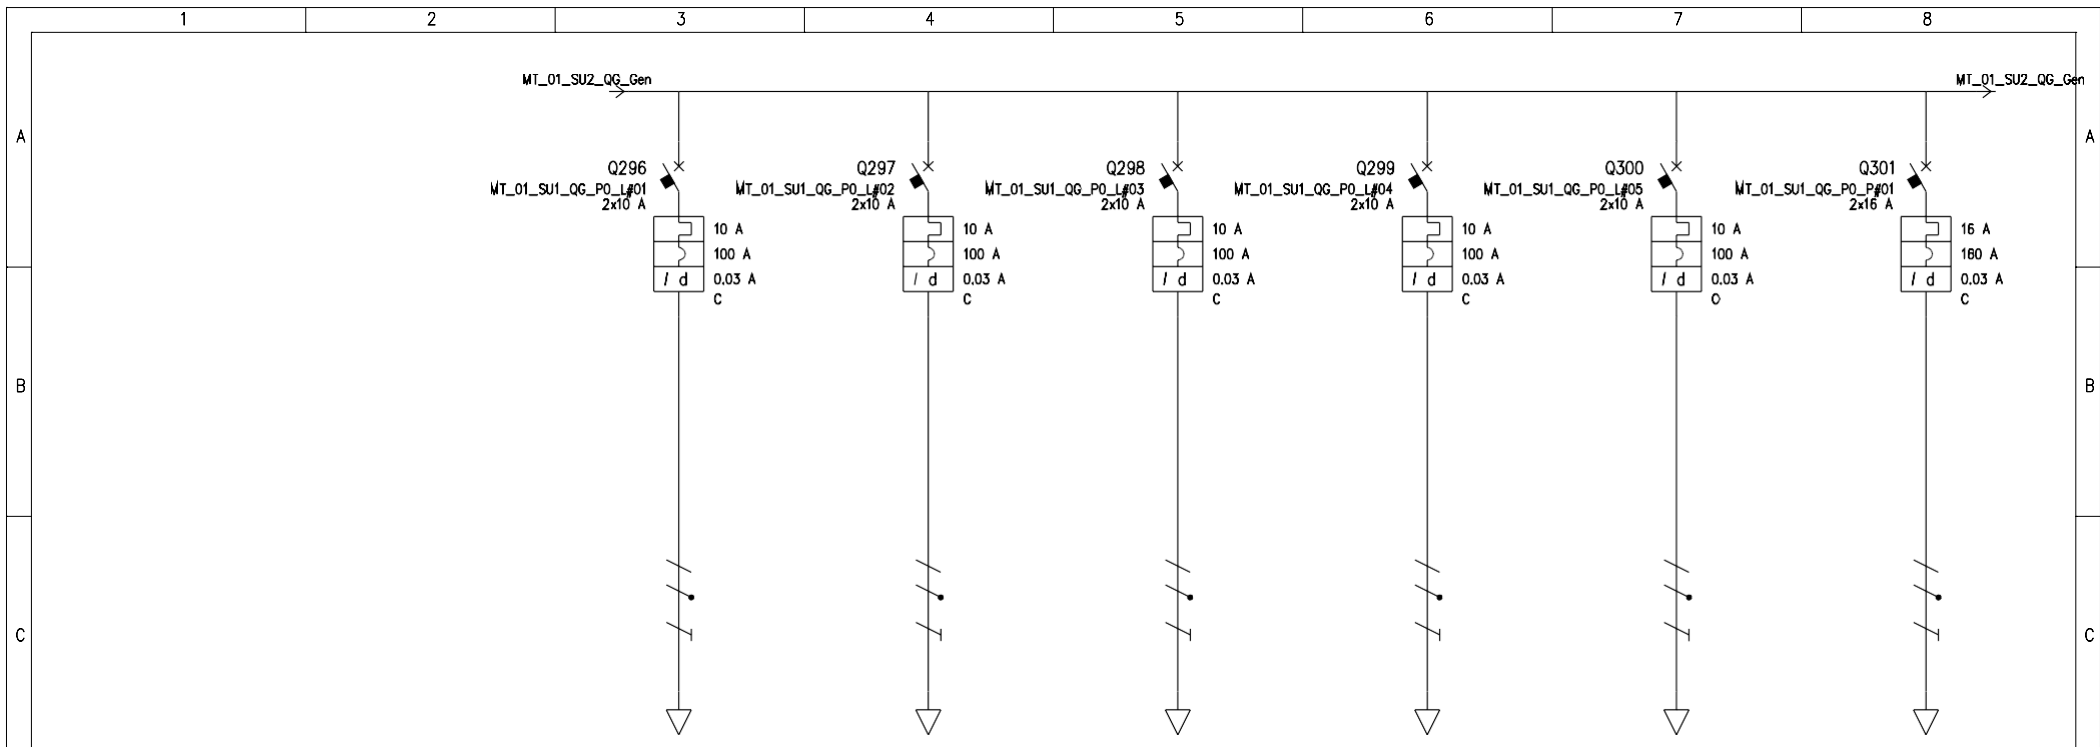 1 2 3 4 5 6 7 8
MT_01_SU2_QG_Gen MT_01_SU2_QG_Gen
A A
Q296 Q297 Q298 Q299 Q300 Q301
MT_01_SU1_QG_P0_L#01 MT_01_SU1_QG_P0_L#02 MT_01_SU1_QG_P0_L#03 MT_01_SU1_QG_P0_L#04 MT_01_SU1_QG_P0_L#05 MT_01_SU1_QG_P0_P#01
2x10 A 2x10 A 2x10 A 2x10 A 2x10 A 2x16 A
10 A 10 A 10 A 10 A 10 A 16 A
100 A 100 A 100 A 100 A 100 A 160 A
I d 0.03 A I d 0.03 A I d 0.03 A I d 0.03 A I d 0.03 A I d 0.03 A
C C C C C C
B B
C C